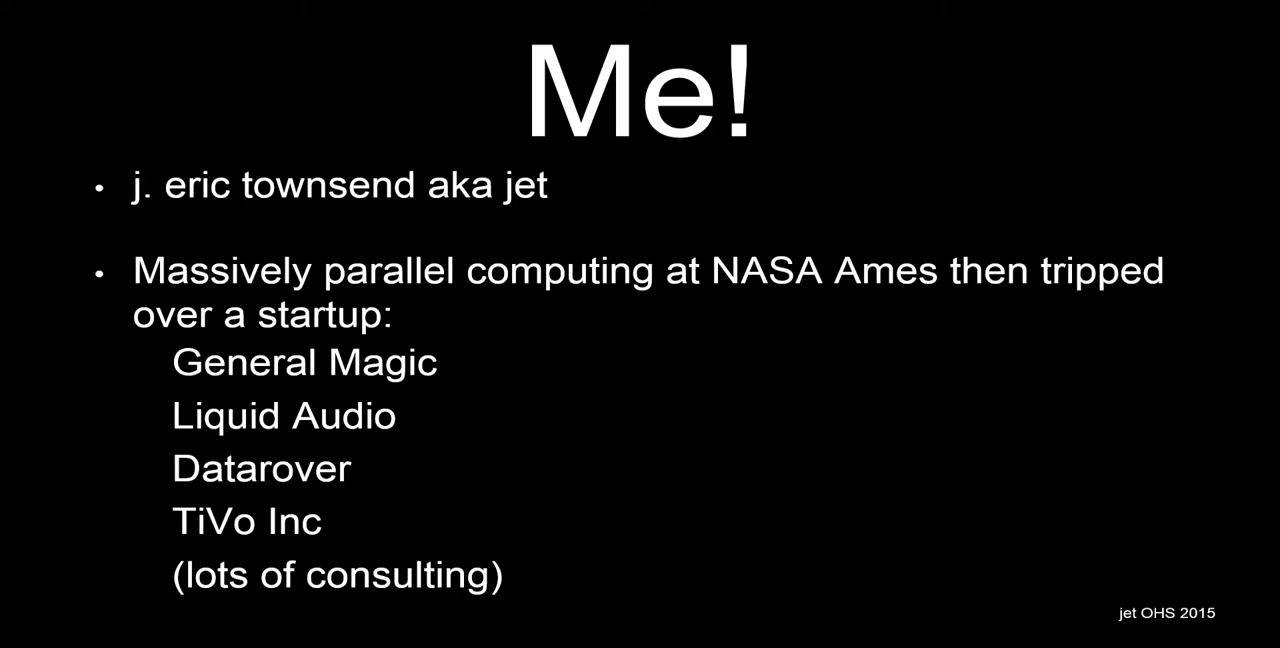 Me!
• j. eric townsend aka jet
• Massively parallel computing at NASA Ames then tripped
over a startup:
General Magic
Liquid Audio
Datarover
TiVo Inc
(lots of consulting)
jet OHS 2015